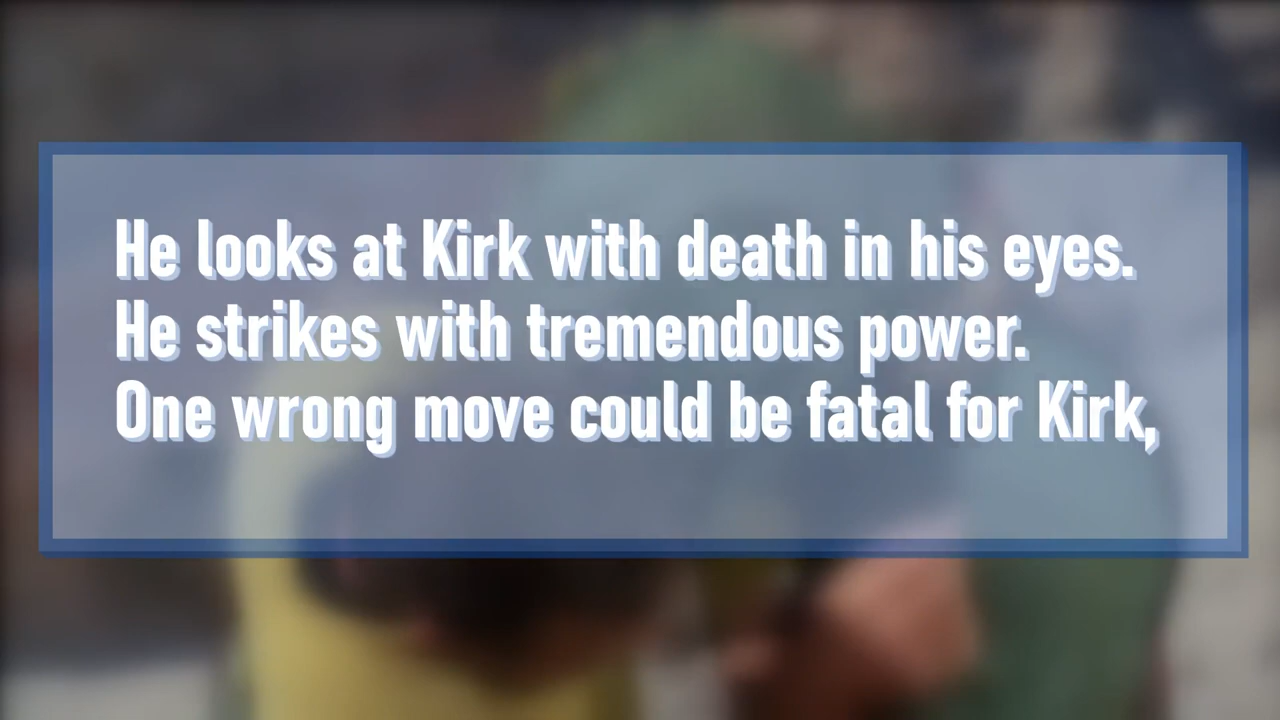 He looks at Kirk with death in his eyes.
He strikes with tremendous power.
One wrong move could be fatal for Kirk,